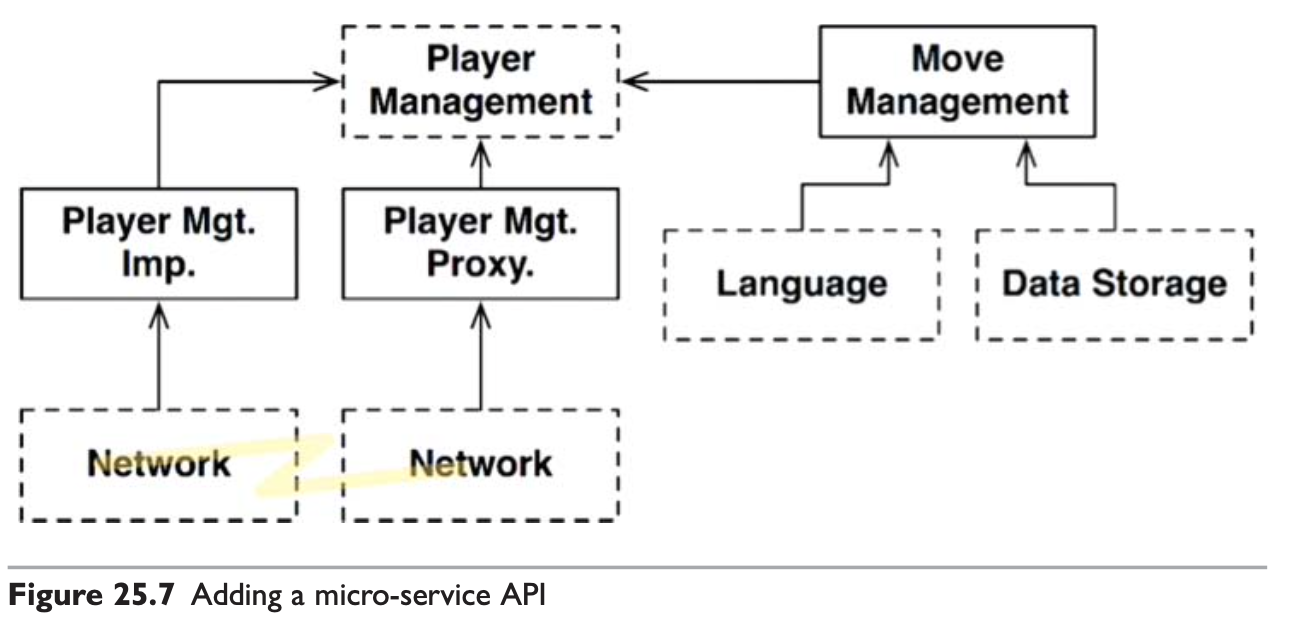 Player
Management
Move
Management
Player Mgt.
Imp.
Player Mgt.
Proxy.
Language
Data Storage
Network
Network
Figure 25.7 Adding a micro-service API